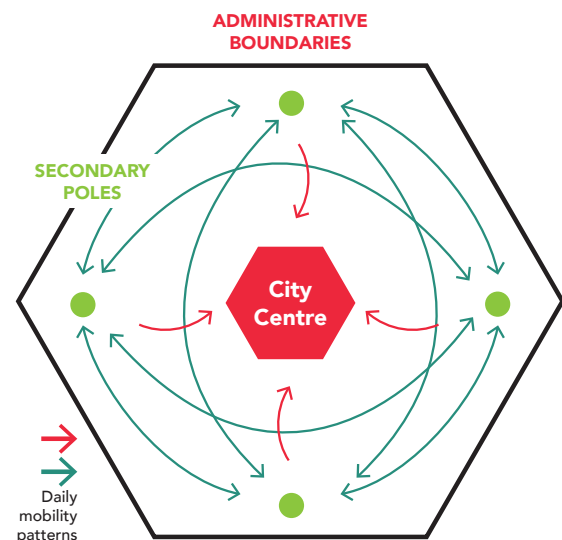 ADMINISTRATIVE
BOUNDARIES
SECONDARY
POLES
City
Centre
Daily
mobility
patterns